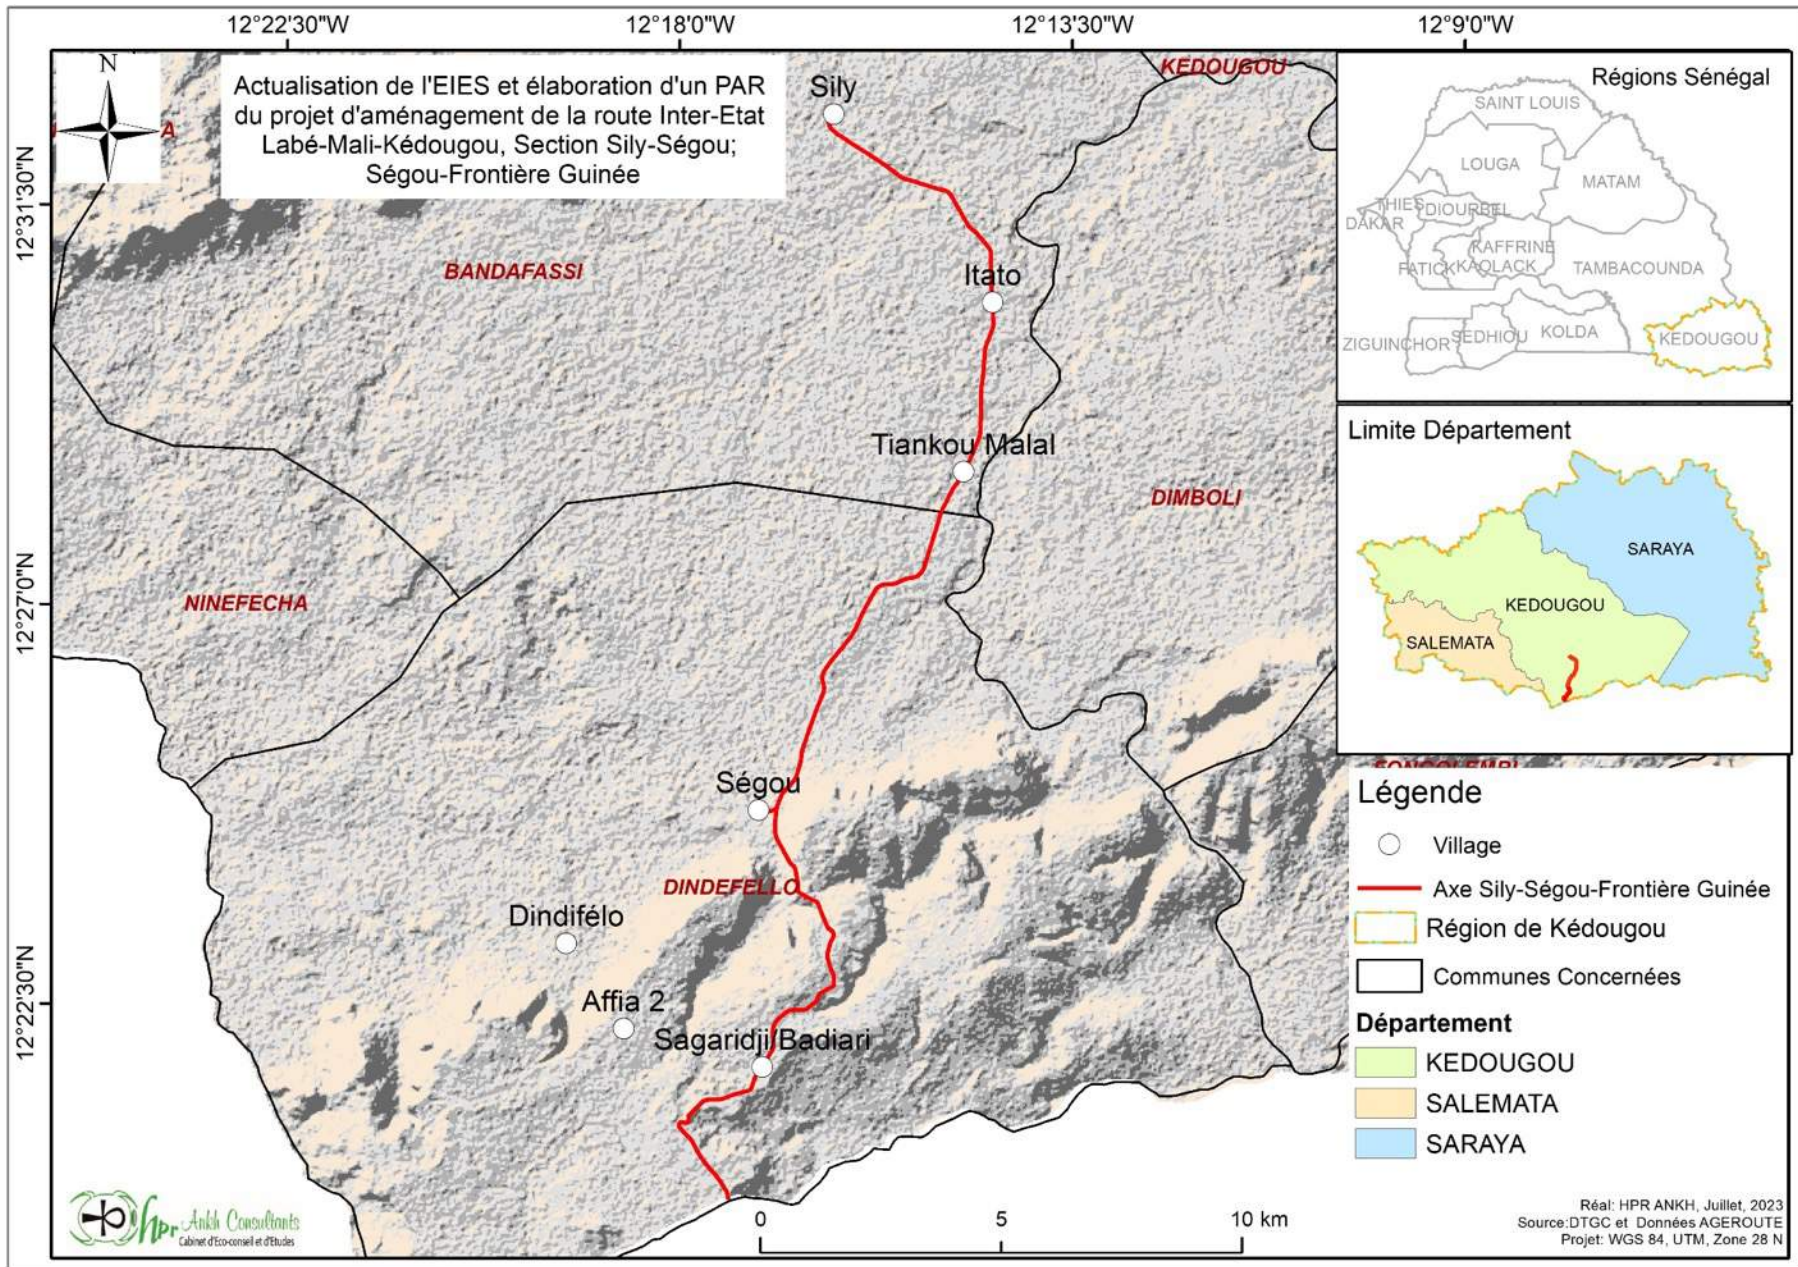 12°22'30"W
12°18'0"W
12°13'30"W
12°9'0"W
N
A
Actualisation de l'EIES et élaboration d'un PAR
du projet d'aménagement de la route Inter-Etat
Labé-Mali-Kédougou, Section Sily-Ségou;
Ségou-Frontière Guinée
Sily
KEDOUGOU
12°31'30"N
BANDAFASSI
Itato
Tiankou Malal
DIMBOLI
12°27'0"N
NINEFECHA
Ségou
DINDEFELLO
Dindifélo
Affia 2
12°22'30"N
Sagaridji/Badiari
Régions Sénégal
SAINT LOUIS
LOUGA
MATAM
THIES
DIOURBEL
DAKAR
KAFFRINE
FATICK
KAOLACK
TAMBACOUNDA
ZIGUINCHOR
SEDHIOU
KOLDA
KEDOUGOU
Limite Département
SARAYA
KEDOUGOU
SALEMATA
Légende
Village
Axe Sily-Ségou-Frontière Guinée
Région de Kédougou
Communes Concernées
Département
KEDOUGOU
SALEMATA
SARAYA
hpr Ankh Consultants
Cabinet d'Eco-conseil et d'Etudes
0 5 10 km
Réal: HPR ANKH, Juillet, 2023
Source:DTGC et Données AGEROUTE
Projet: WGS 84, UTM, Zone 28 N